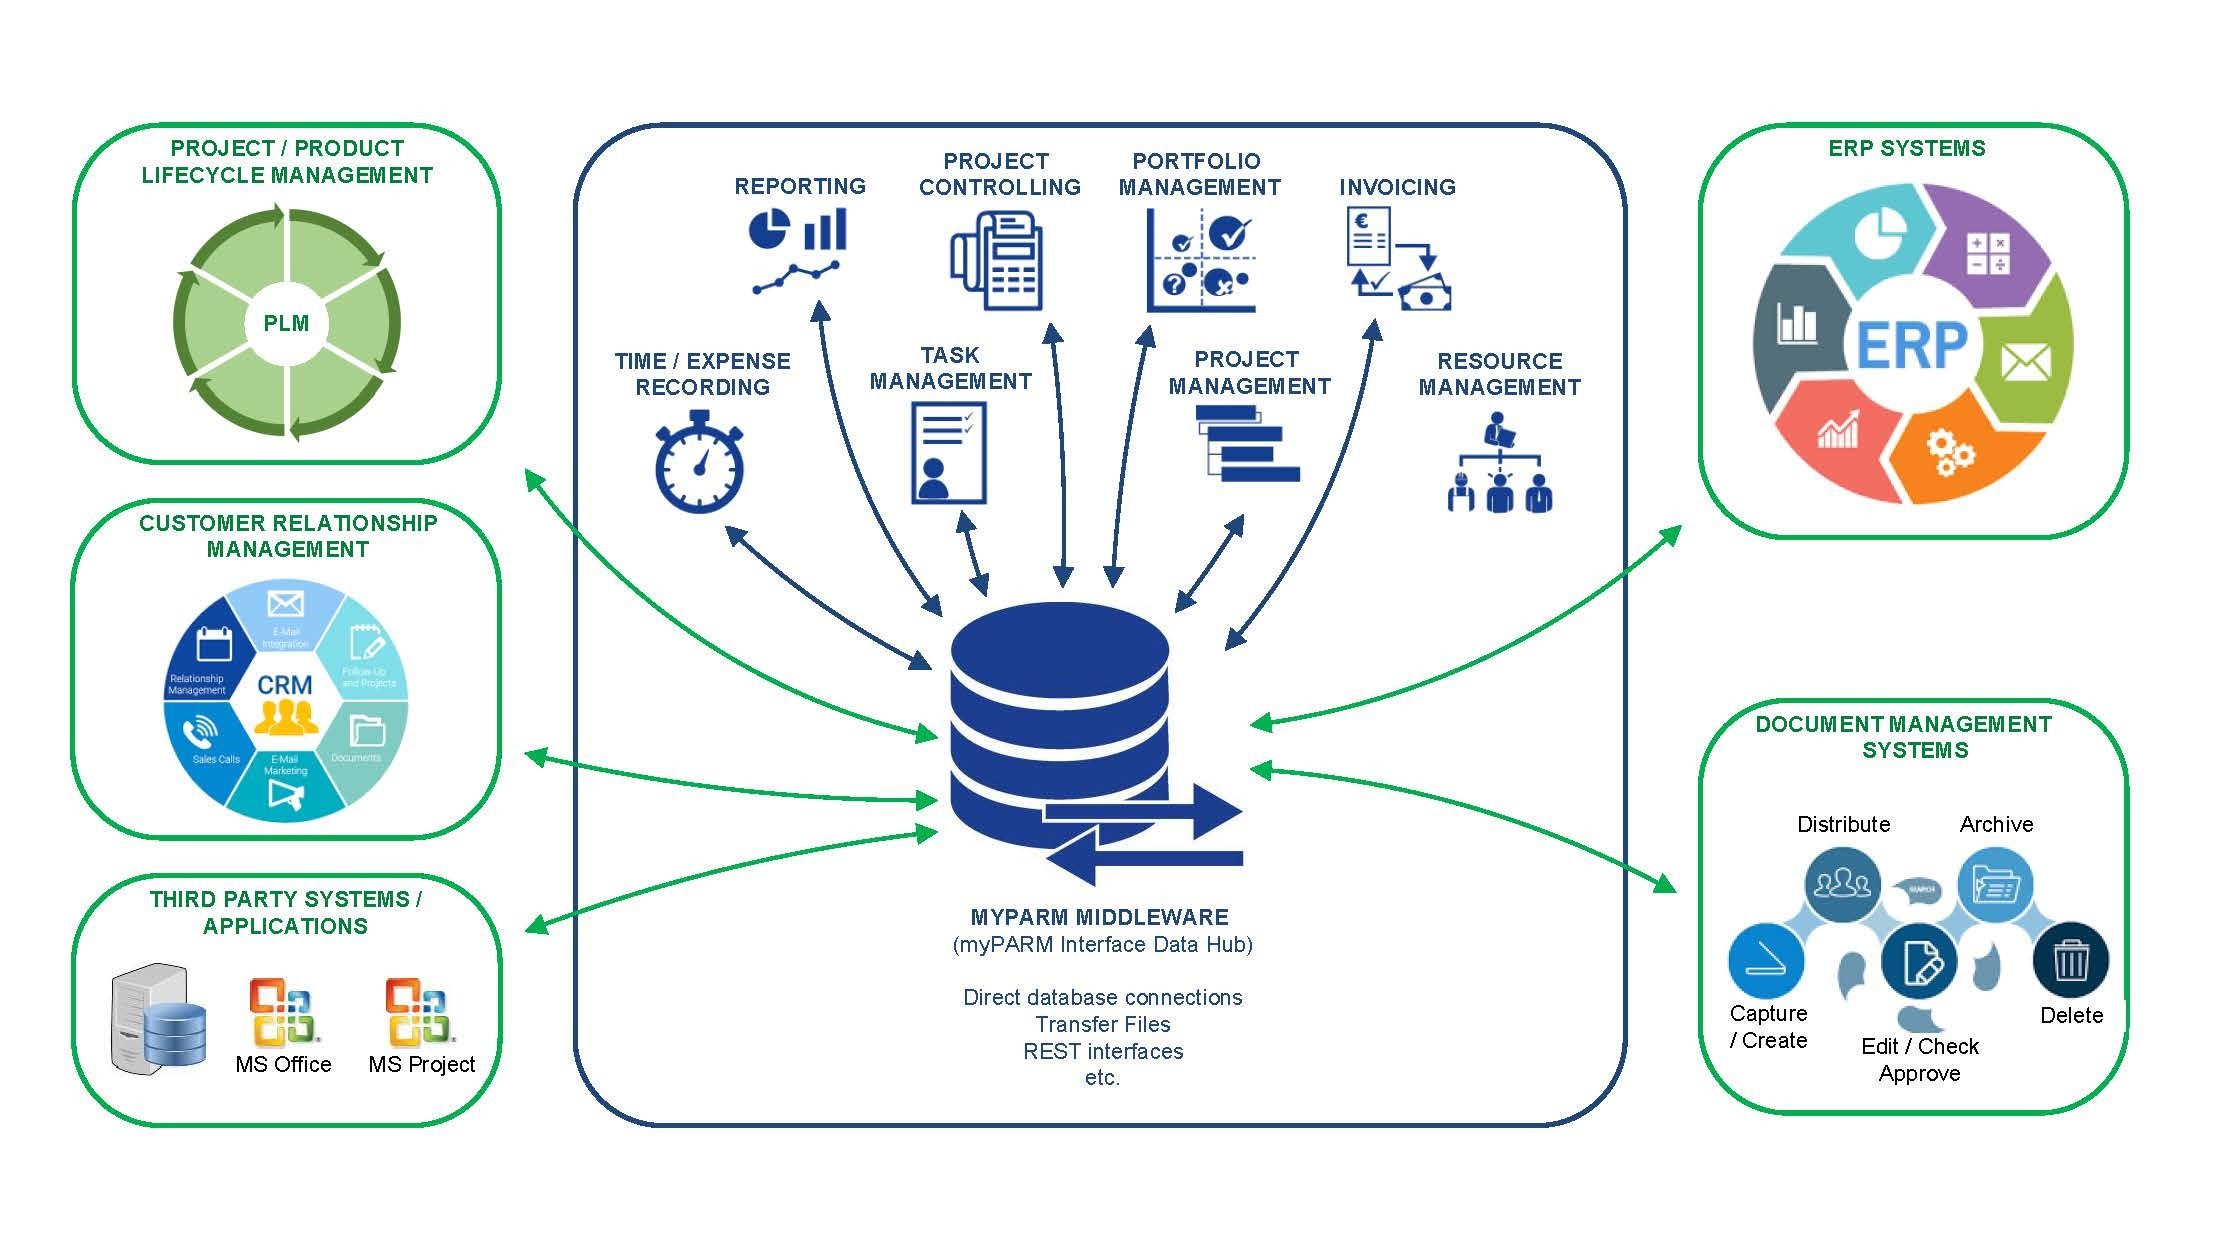 PROJECT / PRODUCT
LIFECYCLE MANAGEMENT
PLM
CUSTOMER RELATIONSHIP
MANAGEMENT
E-Mail
Integration
Follow-Up
and Projects
Relationship
Management
CRM
Sales Calls
E-Mail
Marketing
Documents
THIRD PARTY SYSTEMS /
APPLICATIONS
MS Office
MS Project
REPORTING
PROJECT
CONTROLLING
PORTFOLIO
MANAGEMENT
INVOICING
€
TIME / EXPENSE
RECORDING
TASK
MANAGEMENT
PROJECT
MANAGEMENT
RESOURCE
MANAGEMENT
MYPARM MIDDLEWARE
(myPARM Interface Data Hub)
Direct database connections
Transfer Files
REST interfaces
etc.
ERP SYSTEMS
ERP
DOCUMENT MANAGEMENT
SYSTEMS
Distribute
Archive
SEARCH
Capture
/ Create
Edit / Check
Approve
Delete